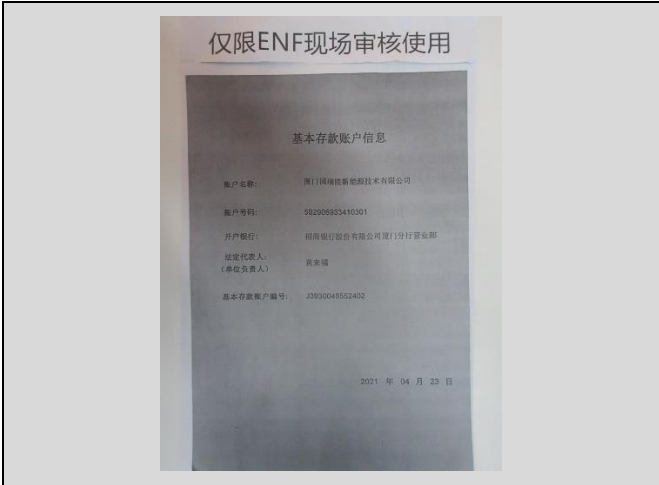 仅限ENF现场审核使用
基本存款账户信息
账户名称: 厦门国瑞能新能源技术有限公司
账户号码: 592906933410301
开户银行: 招商银行股份有限公司厦门分行营业部
法定代表人: 黄来福
(单位负责人)
基本存款账户编号: J3930048552402
2021 年 04 月 23 日